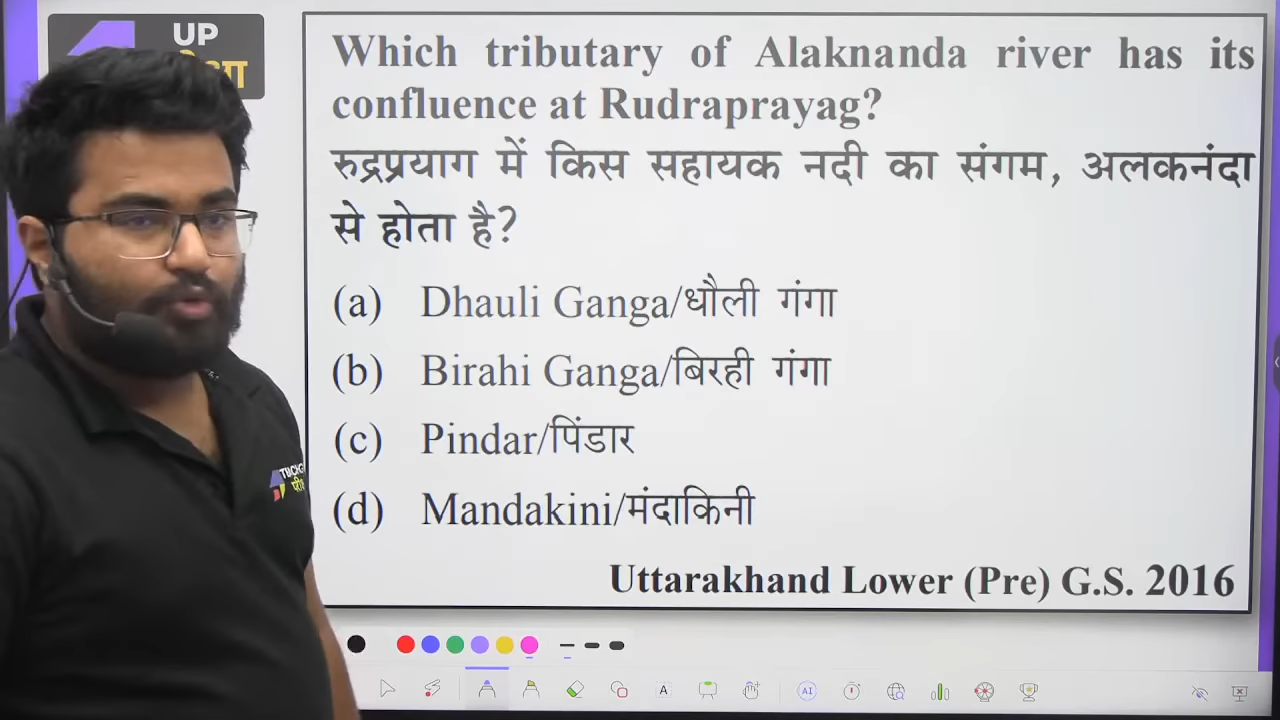 UP
Which tributary of Alaknanda river has its
confluence at Rudraprayag?
रुद्रप्रयाग में किस सहायक नदी का संगम, अलकनंदा
से होता है?
(a) Dhauli Ganga/धौली गंगा
(b) Birahi Ganga/बिरही गंगा
(c) Pindar/पिंडार
(d) Mandakini/मंदाकिनी
Uttarakhand Lower (Pre) G.S. 2016
A
AI